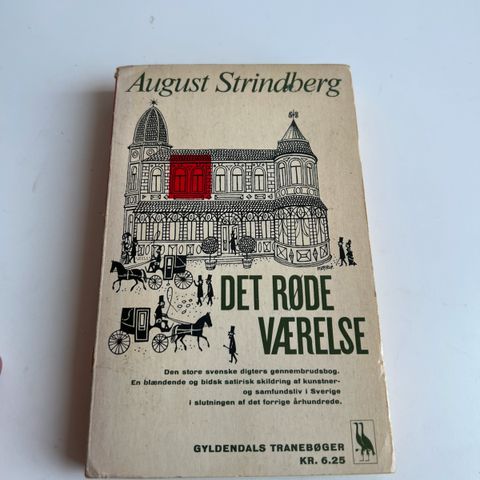 August Strindberg
DET RØDE
VÆRELSE
Den store svenske digters gennembrudsbog.
En blændende og bidsk satirisk skildring af kunstner-
og samfundsliv i Sverige
i slutningen af det forrige århundrede.
GYLDENDALS TRANEBØGER
KR. 6.25